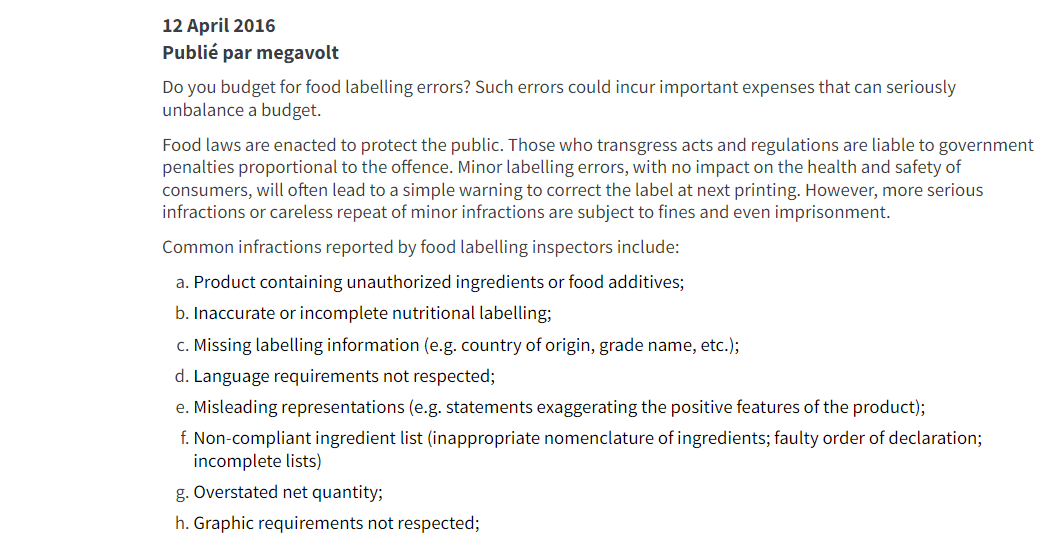 12 April 2016
Publié par megavolt
Do you budget for food labelling errors? Such errors could incur important expenses that can seriously
unbalance a budget.
Food laws are enacted to protect the public. Those who transgress acts and regulations are liable to government
penalties proportional to the offence. Minor labelling errors, with no impact on the health and safety of
consumers, will often lead to a simple warning to correct the label at next printing. However, more serious
infractions or careless repeat of minor infractions are subject to fines and even imprisonment.
Common infractions reported by food labelling inspectors include:
a. Product containing unauthorized ingredients or food additives;
b. Inaccurate or incomplete nutritional labelling;
c. Missing labelling information (e.g. country of origin, grade name, etc.);
d. Language requirements not respected;
e. Misleading representations (e.g. statements exaggerating the positive features of the product);
f. Non-compliant ingredient list (inappropriate nomenclature of ingredients; faulty order of declaration;
incomplete lists)
g. Overstated net quantity;
h. Graphic requirements not respected;